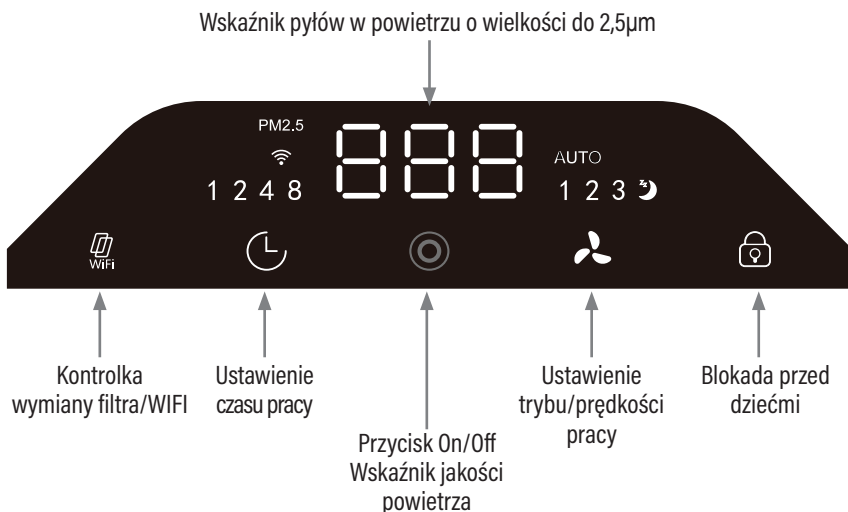 Wskaźnik pyłów w powietrzu o wielkości do 2,5μm
PM2.5
888
AUTO
1 2 4 8
1 2 3
WiFi
Kontrolka
wymiany filtra/WIFI
Ustawienie
czasu pracy
Przycisk On/Off
Wskaźnik jakości
powietrza
Ustawienie
trybu/prędkości
pracy
Blokada przed
dziećmi